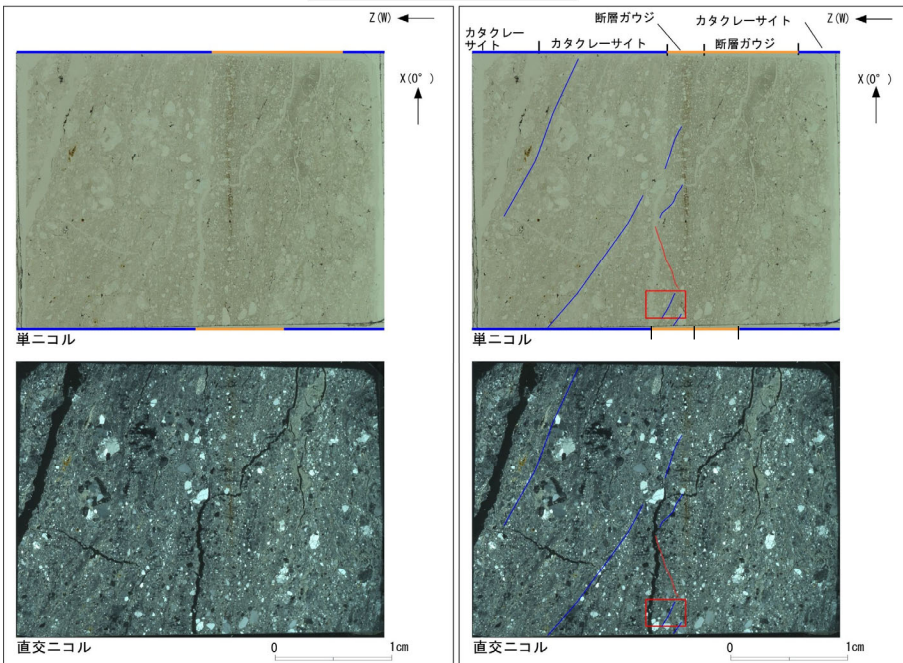 Z(W)
X(0°)
単ニコル
直交ニコル
0 1cm
Z(W)
カタクレーサイト
断層ガウジ
カタクレー
サイト
カタクレーサイト
断層ガウジ
X(0°)
単ニコル
直交ニコル
0 1cm